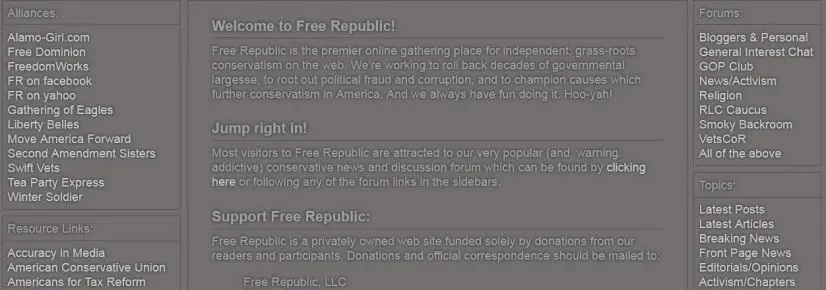 Alliances:
Alamo-Girl.com
Free Dominion
FreedomWorks
FR on facebook
FR on yahoo
Gathering of Eagles
Liberty Belles
Move America Forward
Second Amendment Sisters
Swift Vets
Tea Party Express
Winter Soldier
Resource Links:
Accuracy in Media
American Conservative Union
Americans for Tax Reform
Welcome to Free Republic!
Free Republic is the premier online gathering place for independent, grass-roots
conservatism on the web. We're working to roll back decades of governmental
largesse, to root out political fraud and corruption, and to champion causes which
further conservatism in America. And we always have fun doing it. Hoo-yah!
Jump right in!
Most visitors to Free Republic are attracted to our very popular (and, warning:
addictive) conservative news and discussion forum which can be found by clicking
here or following any of the forum links in the sidebars.
Support Free Republic:
Free Republic is a privately owned web site funded solely by donations from our
readers and participants. Donations and official correspondence should be mailed to:
Free Republic, LLC
Forums:
Bloggers & Personal
General Interest Chat
GOP Club
News/Activism
Religion
RLC Caucus
Smoky Backroom
VetsCoR
All of the above
Topics:
Latest Posts
Latest Articles
Breaking News
Front Page News
Editorials/Opinions
Activism/Chapters